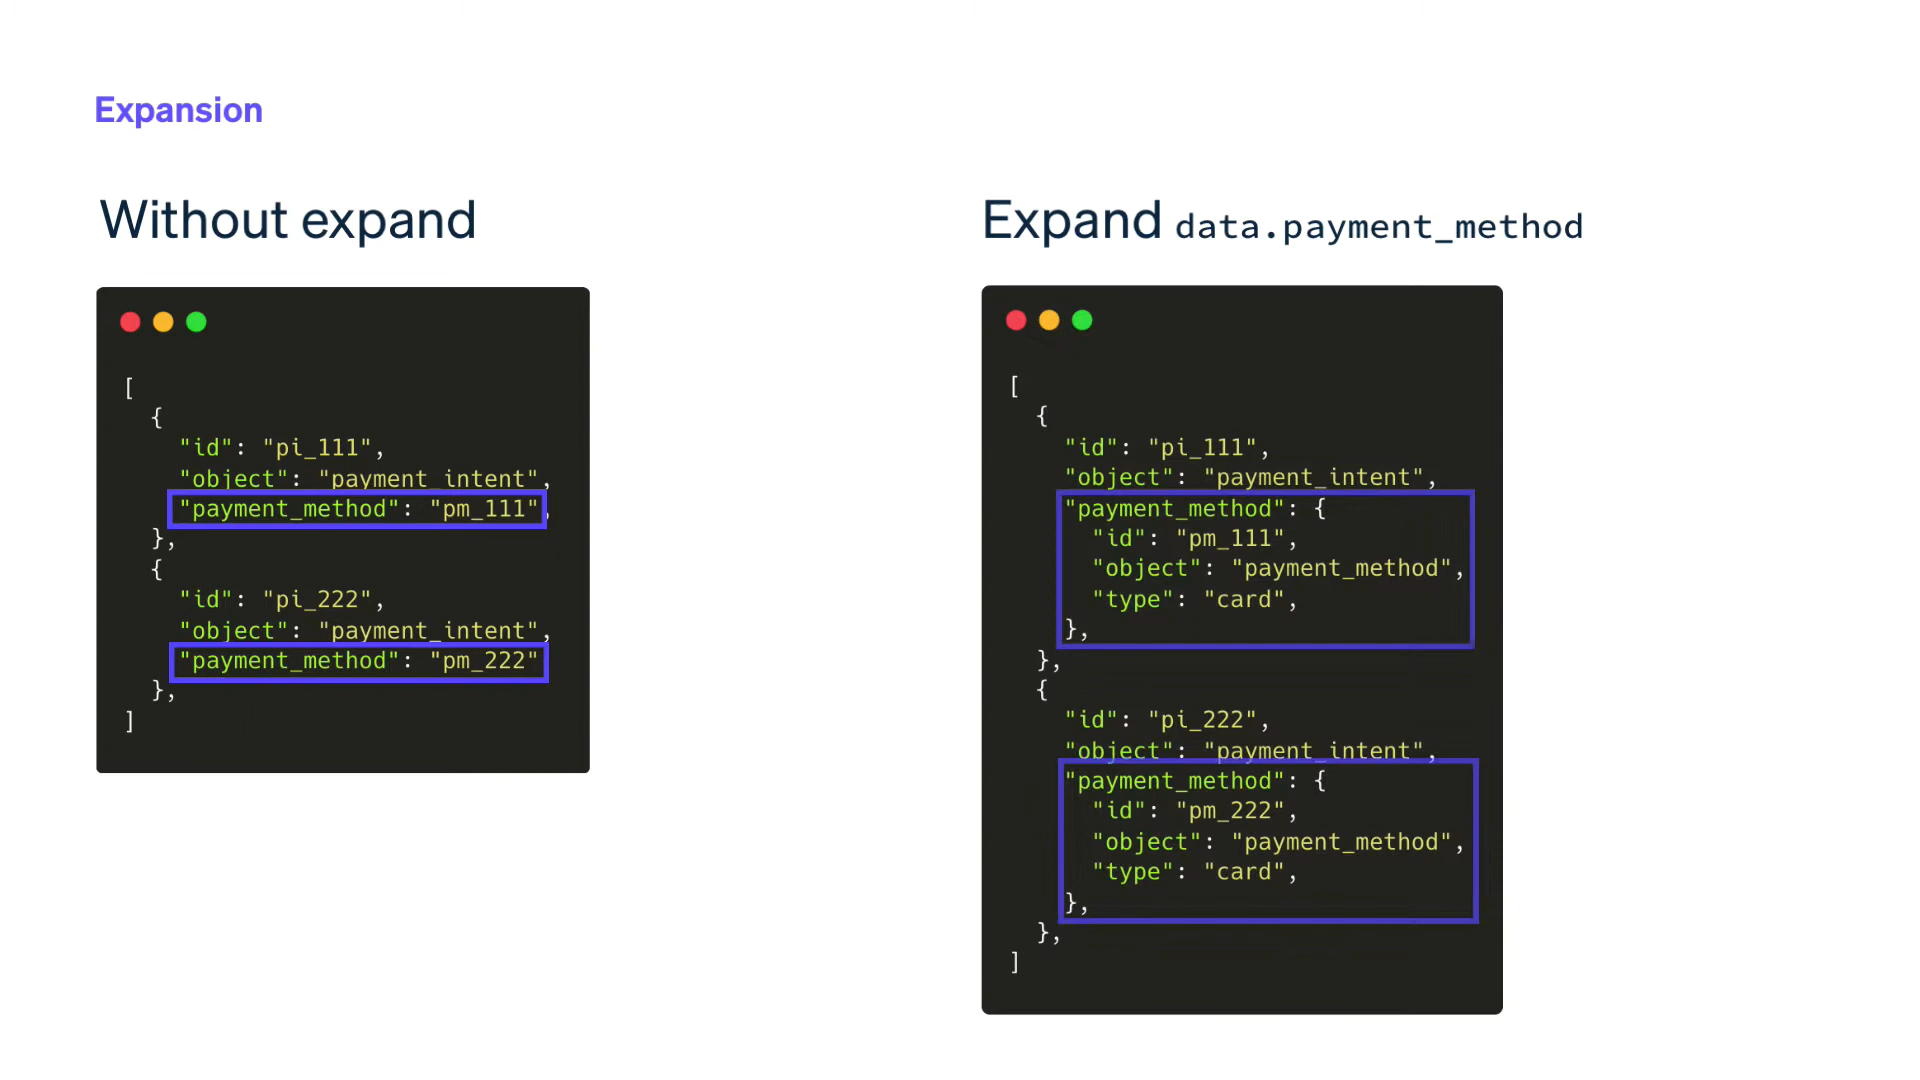 Expansion
Without expand
[
  {
    "id": "pi_111",
    "object": "payment_intent",
    "payment_method": "pm_111",
  },
  {
    "id": "pi_222",
    "object": "payment_intent",
    "payment_method": "pm_222"
  },
]
Expand data.payment_method
[
  {
    "id": "pi_111",
    "object": "payment_intent",
    "payment_method": {
      "id": "pm_111",
      "object": "payment_method",
      "type": "card",
    },
  },
  {
    "id": "pi_222",
    "object": "payment_intent",
    "payment_method": {
      "id": "pm_222",
      "object": "payment_method",
      "type": "card",
    },
  },
]